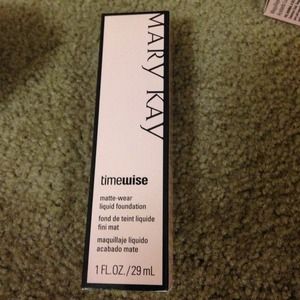 MARY KAY
timewise
matte-wear
liquid foundation
fond de teint liquide
fini mat
maquillaje líquido
acabado mate
1 FL.OZ./29 mL